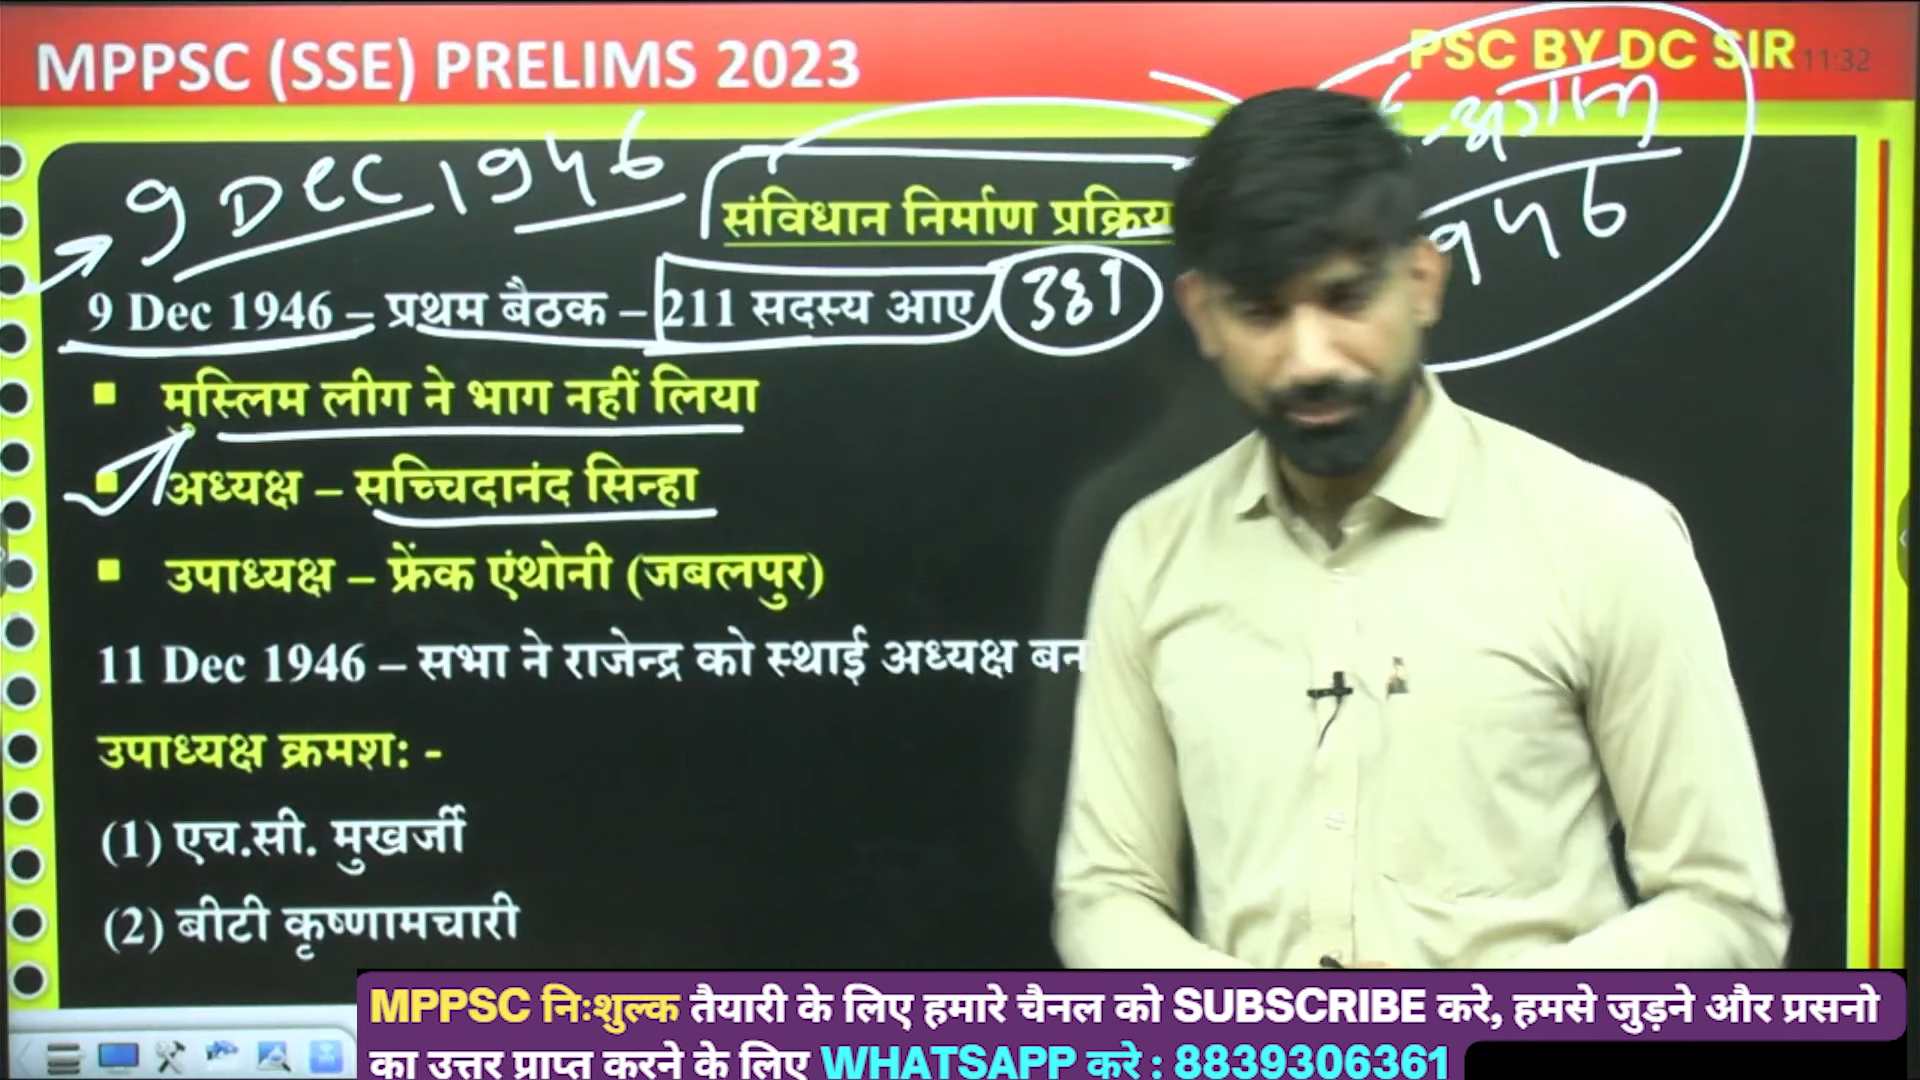 MPPSC (SSE) PRELIMS 2023
PSC BY DC SIR 11:32
9 Dec 1946
1946
संविधान निर्माण प्रक्रिय
9 Dec 1946 – प्रथम बैठक – 211 सदस्य आए 389
मुस्लिम लीग ने भाग नहीं लिया
अध्यक्ष – सच्चिदानंद सिन्हा
उपाध्यक्ष – फ्रेंक एंथोनी (जबलपुर)
11 Dec 1946 – सभा ने राजेन्द्र को स्थाई अध्यक्ष बन
उपाध्यक्ष क्रमश: -
(1) एच.सी. मुखर्जी
(2) बीटी कृष्णामचारी
MPPSC नि:शुल्क तैयारी के लिए हमारे चैनल को SUBSCRIBE करे, हमसे जुड़ने और प्रसनो
का उत्तर प्राप्त करने के लिए WHATSAPP करे : 8839306361